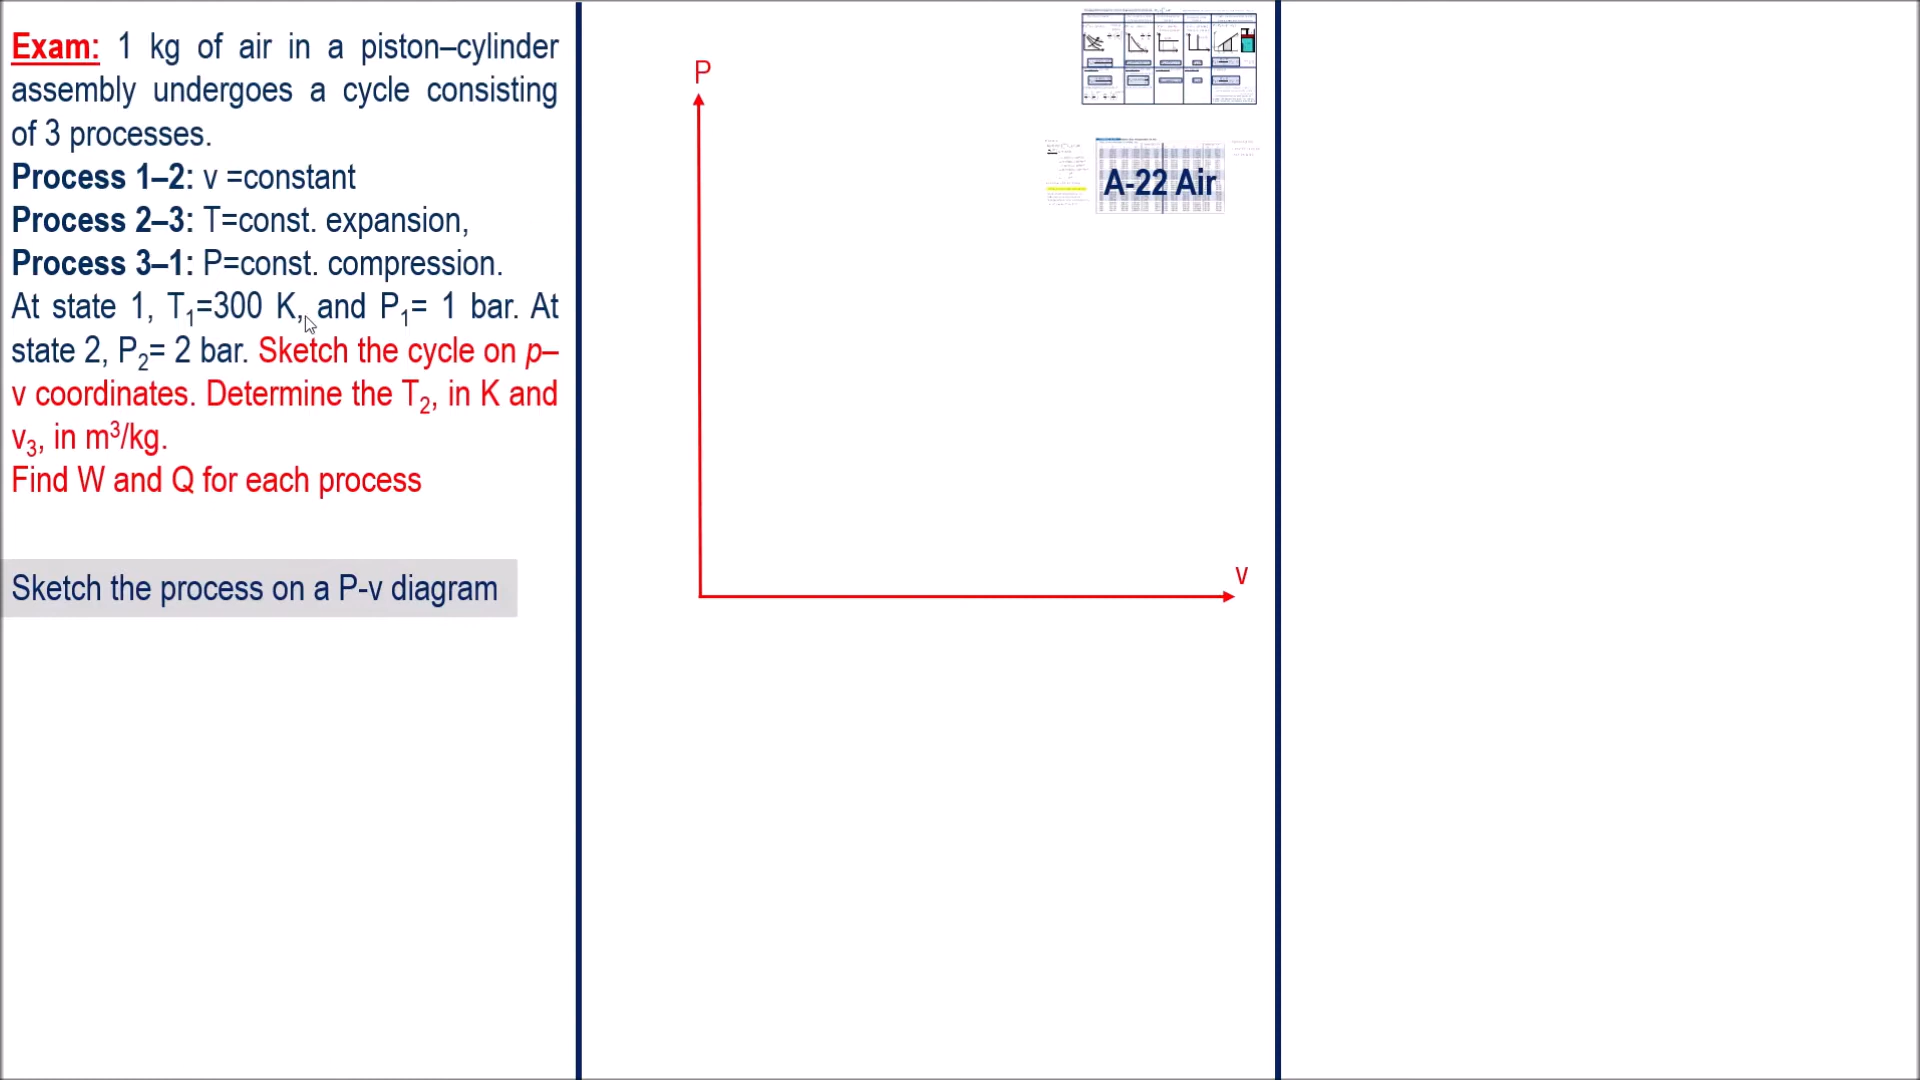 Exam: 1 kg of air in a piston–cylinder
assembly undergoes a cycle consisting
of 3 processes.
Process 1–2: v =constant
Process 2–3: T=const. expansion,
Process 3–1: P=const. compression.
At state 1, T1=300 K, and P1= 1 bar. At
state 2, P2= 2 bar. Sketch the cycle on p–
v coordinates. Determine the T2, in K and
v3, in m³/kg.
Find W and Q for each process
Sketch the process on a P-v diagram
P
v
A-22 Air